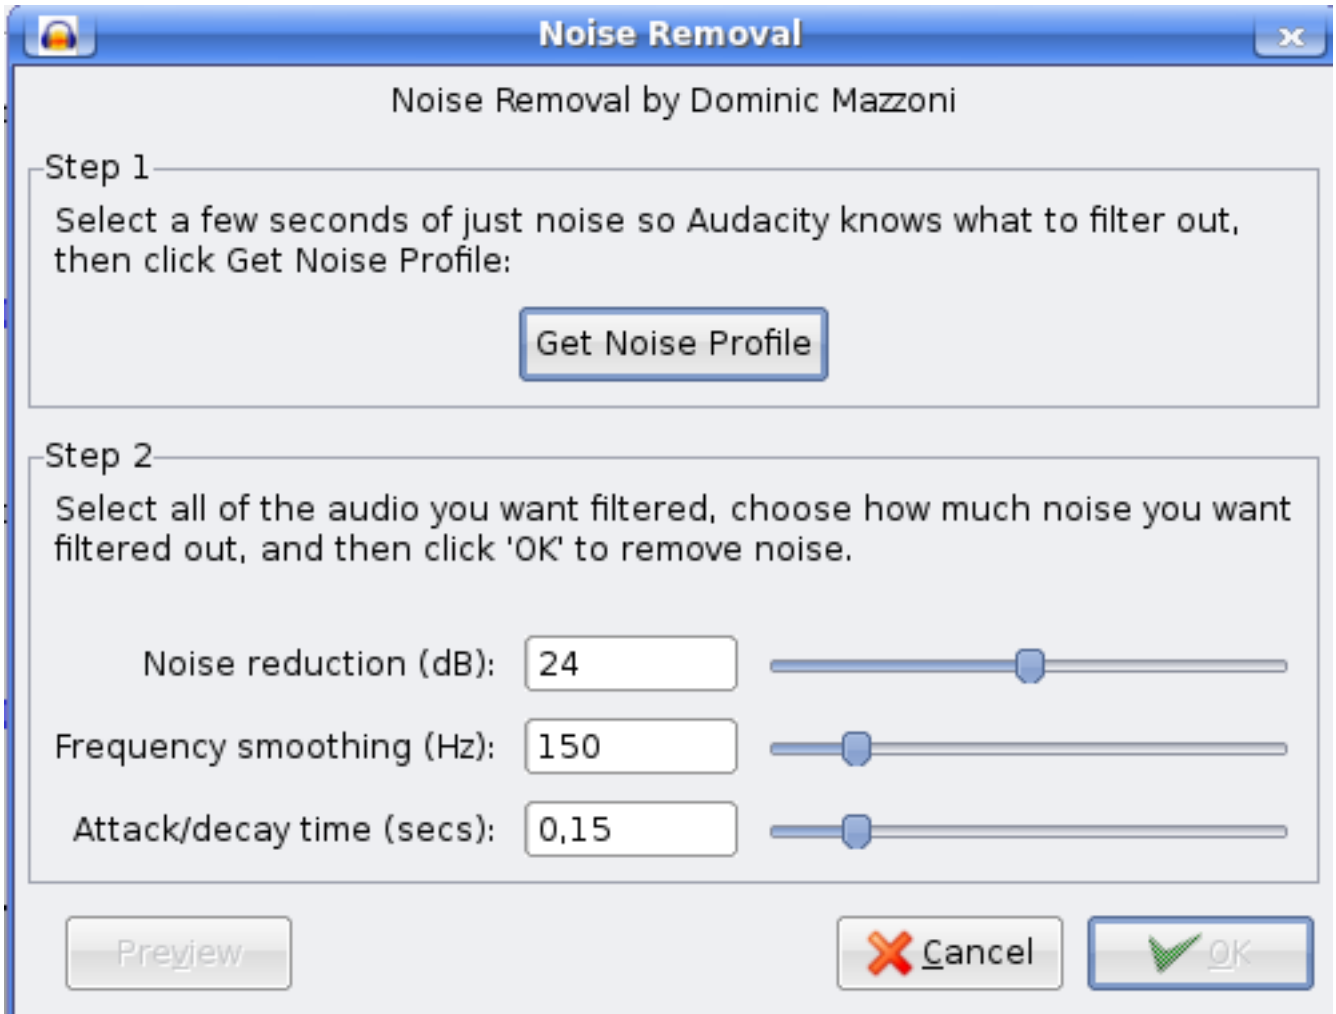 Noise Removal
Noise Removal by Dominic Mazzoni
Step 1
Select a few seconds of just noise so Audacity knows what to filter out,
then click Get Noise Profile:
Get Noise Profile
Step 2
Select all of the audio you want filtered, choose how much noise you want
filtered out, and then click 'OK' to remove noise.
Noise reduction (dB): 24
Frequency smoothing (Hz): 150
Attack/decay time (secs): 0,15
Preview Cancel OK